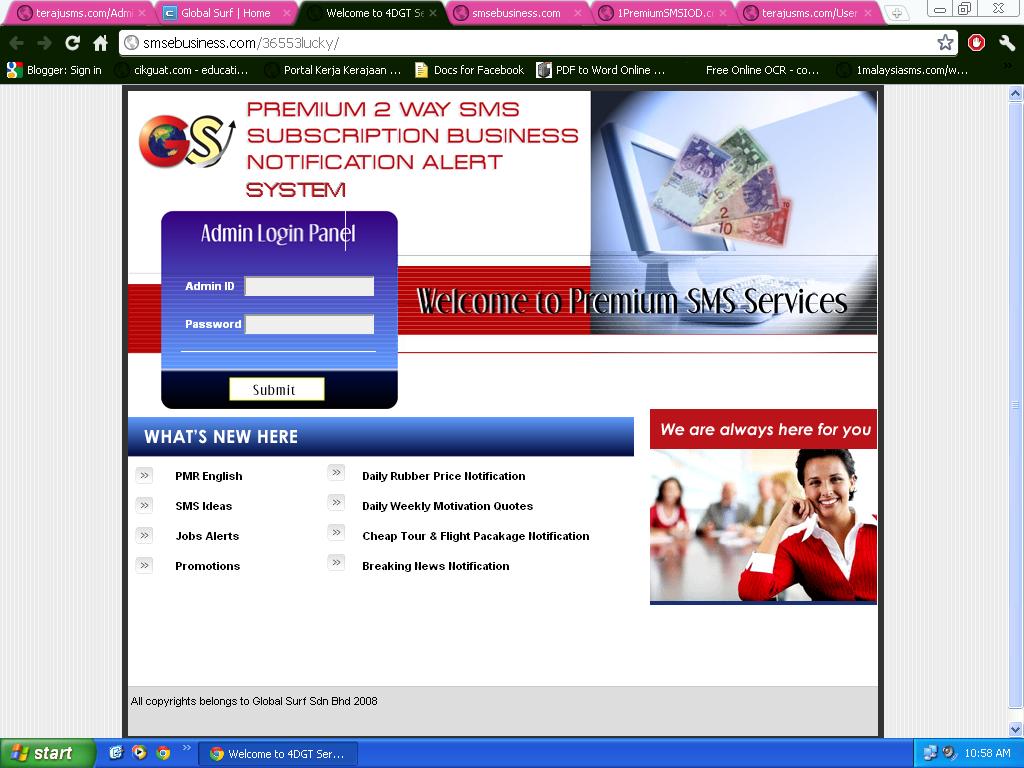 terajusms.com/Admi
Global Surf | Home
Welcome to 4DGT Se
smsebusiness.com
1PremiumSMSIOD.c
terajusms.com/User
smsebusiness.com/36553lucky/
Blogger: Sign in
cikguat.com - educati...
Portal Kerja Kerajaan ...
Docs for Facebook
PDF to Word Online ...
Free Online OCR - co...
1malaysiasms.com/w...
GS
PREMIUM 2 WAY SMS
SUBSCRIPTION BUSINESS
NOTIFICATION ALERT
SYSTEM
2
10
Admin Login Panel
Admin ID
Password
Submit
Welcome to Premium SMS Services
WHAT'S NEW HERE
We are always here for you
PMR English
Daily Rubber Price Notification
SMS Ideas
Daily Weekly Motivation Quotes
Jobs Alerts
Cheap Tour & Flight Pacakage Notification
Promotions
Breaking News Notification
All copyrights belongs to Global Surf Sdn Bhd 2008
start
Welcome to 4DGT Ser...
10:58 AM